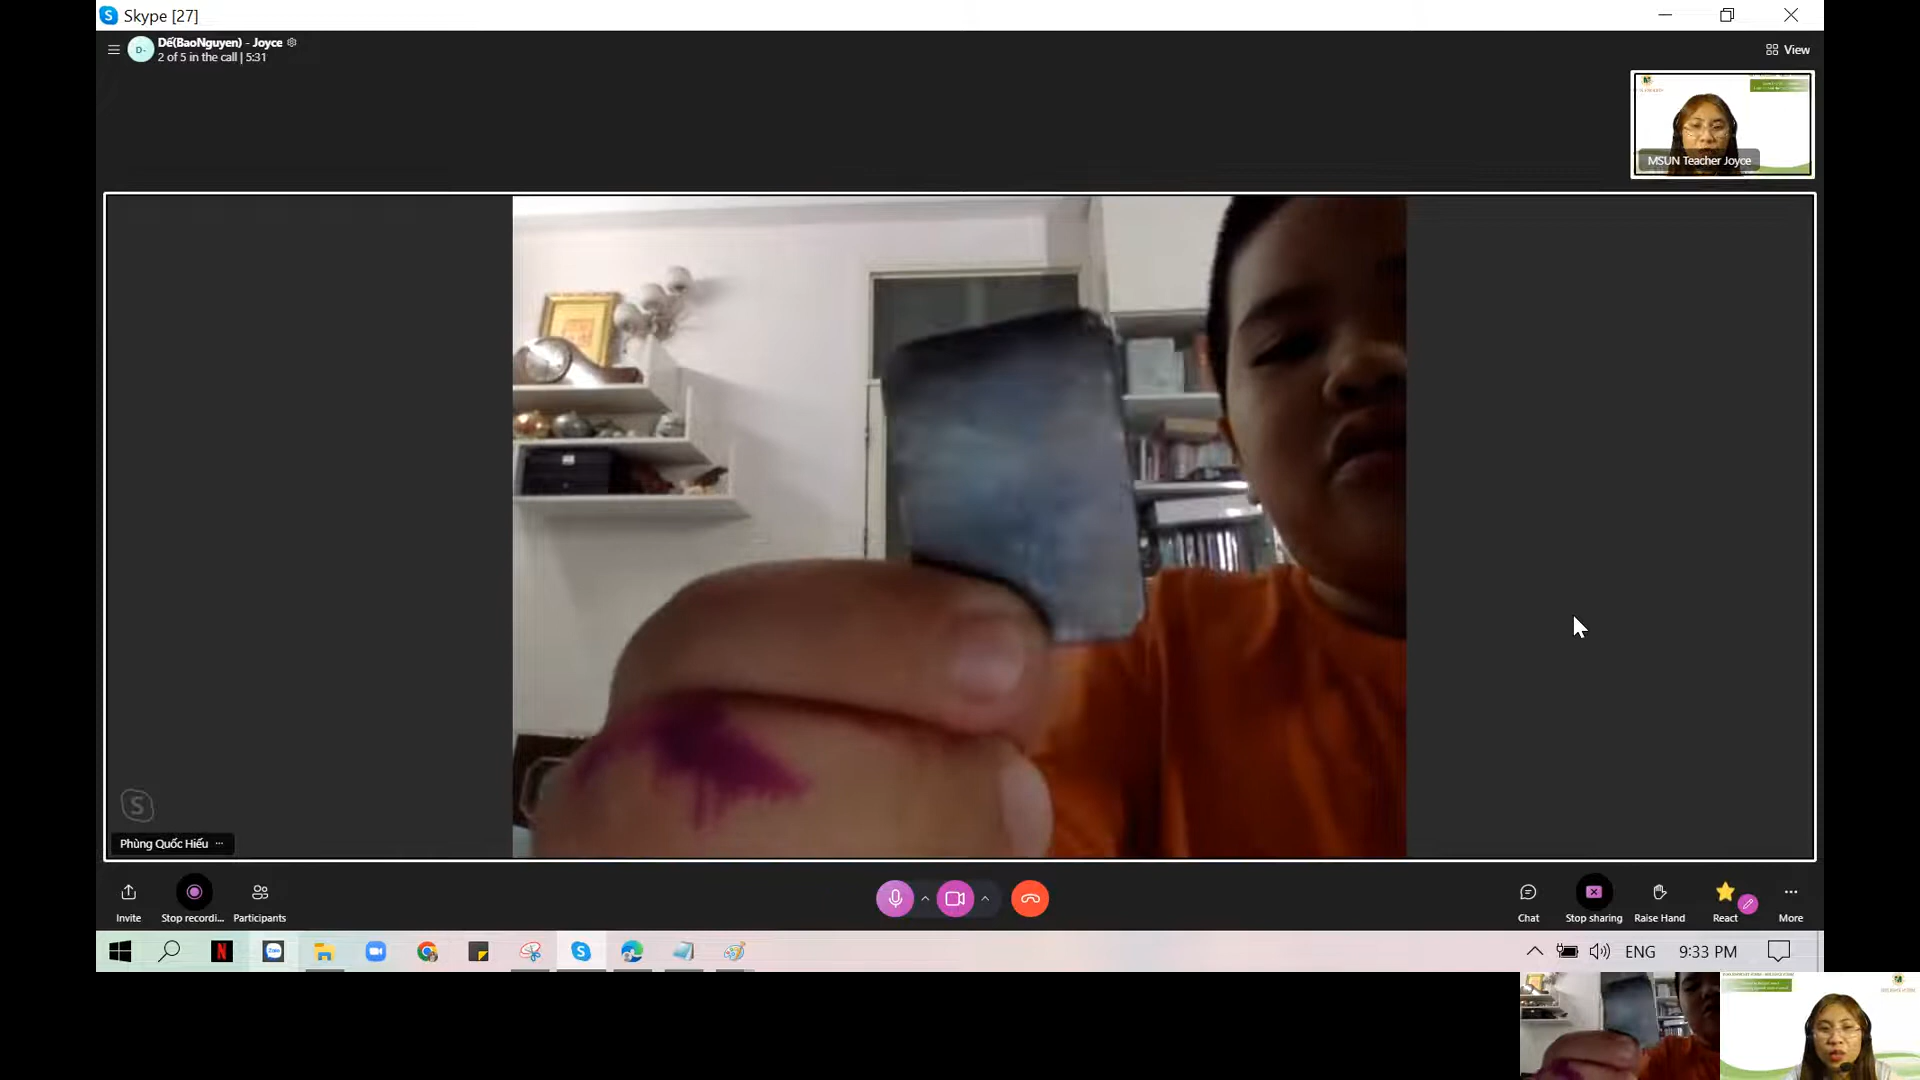 Skype [27]
Dế(BaoNguyen) - Joyce
2 of 5 in the call | 5:31
View
MSUN Teacher Joyce
Phùng Quốc Hiếu
Invite
Stop recordi...
Participants
Chat
Stop sharing
Raise Hand
React
More
ENG
9:33 PM